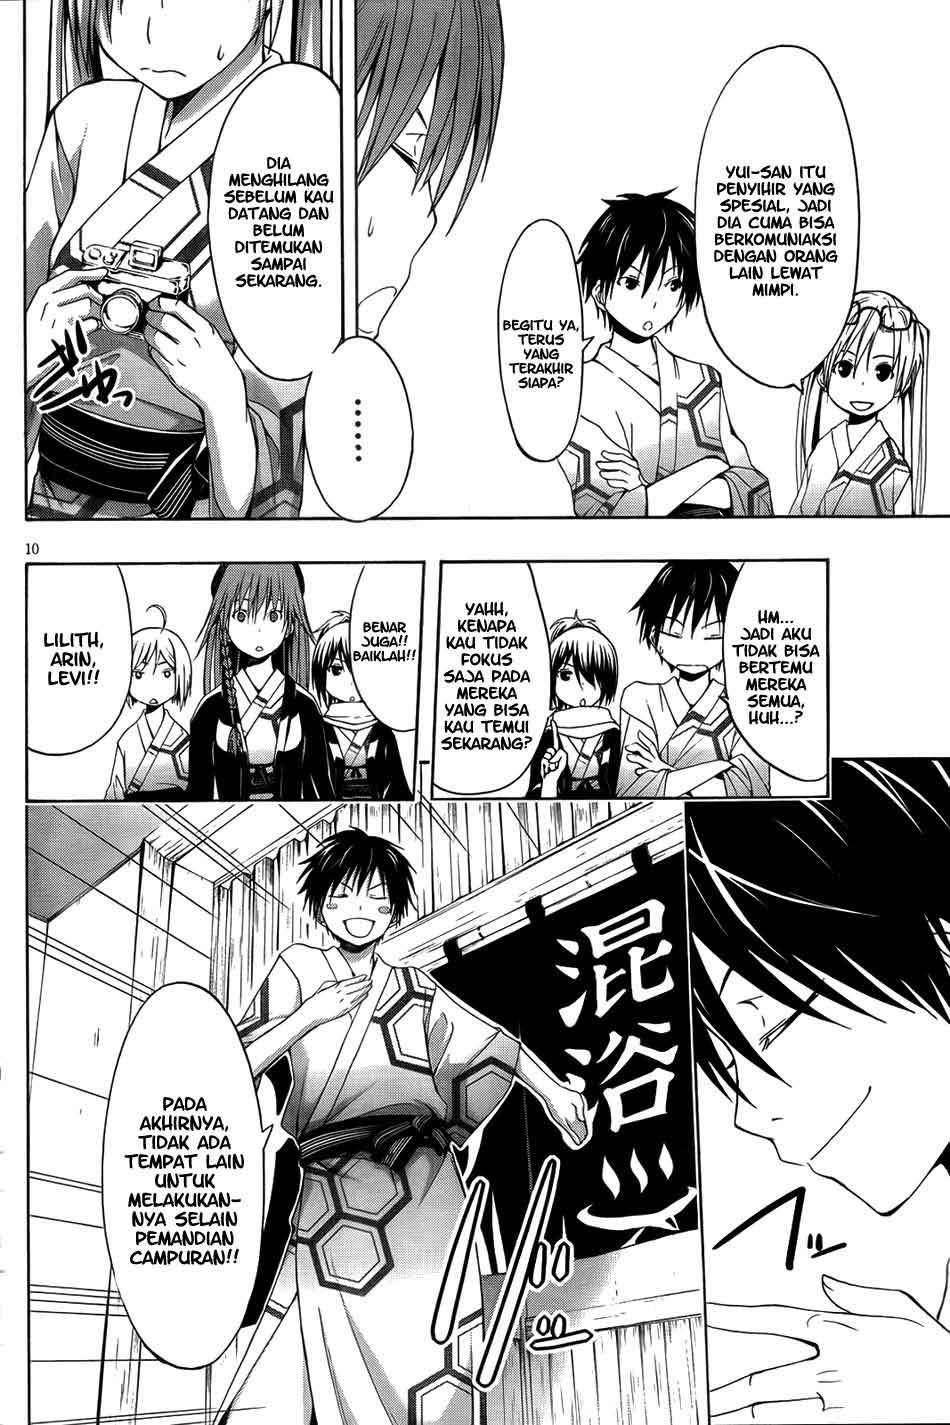 YUI-SAN ITU
PENYIHIR YANG
SPESIAL, JADI
DIA CUMA BISA
BERKOMUNIAKSI
DENGAN ORANG
LAIN LEWAT
MIMPI.
BEGITU YA,
TERUS
YANG
TERAKHIR
SIAPA?
DIA
MENGHILANG
SEBELUM KAU
DATANG DAN
BELUM
DITEMUKAN
SAMPAI
SEKARANG.
......
ぎゅっ
10
HM...
JADI AKU
TIDAK BISA
BERTEMU
MEREKA
SEMUA,
HUH...?
YAHH,
KENAPA
KAU TIDAK
FOKUS
SAJA PADA
MEREKA
YANG BISA
KAU TEMUI
SEKARANG?
BENAR
JUGA!!
BAIKLAH!!
LILITH,
ARIN,
LEVI!!
混浴
PADA
AKHIRNYA,
TIDAK ADA
TEMPAT LAIN
UNTUK
MELAKUKAN-
NYA SELAIN
PEMANDIAN
CAMPURAN!!